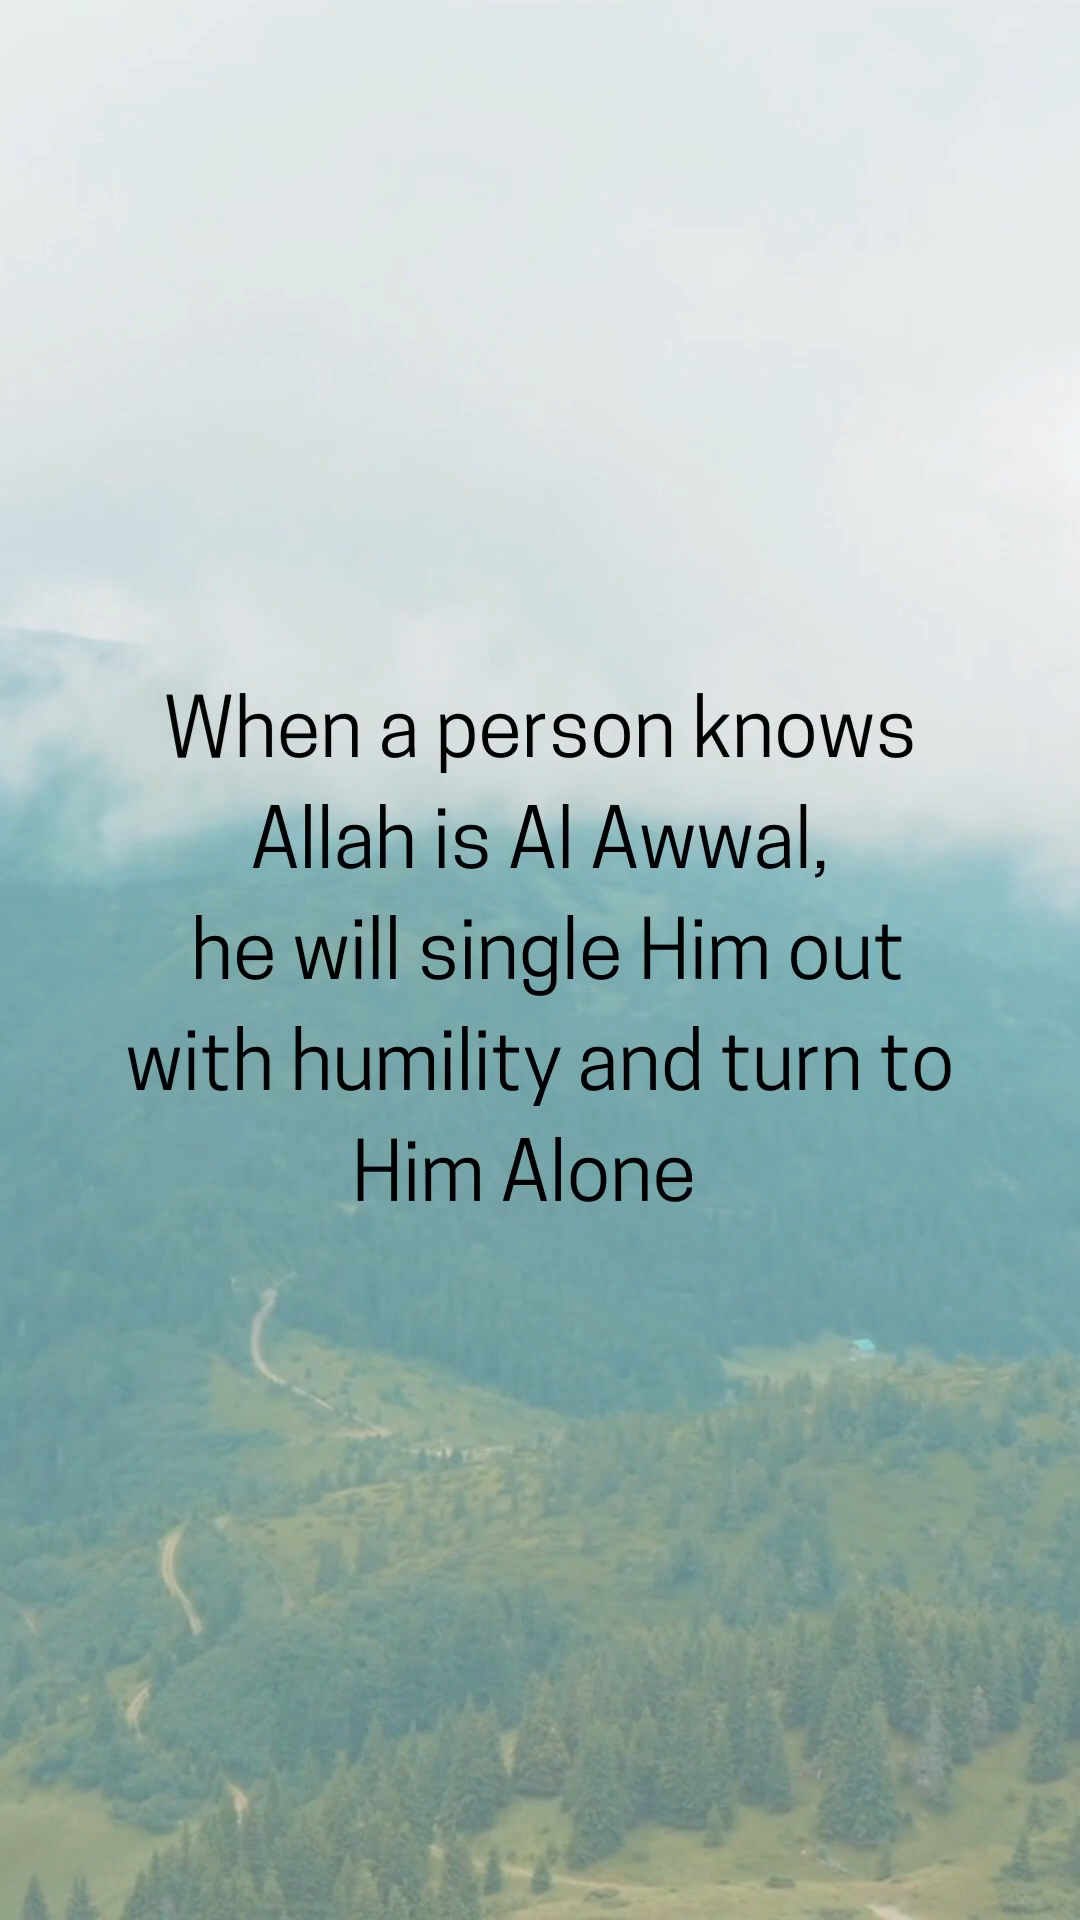 When a person knows
Allah is Al Awwal,
he will single Him out
with humility and turn to
Him Alone